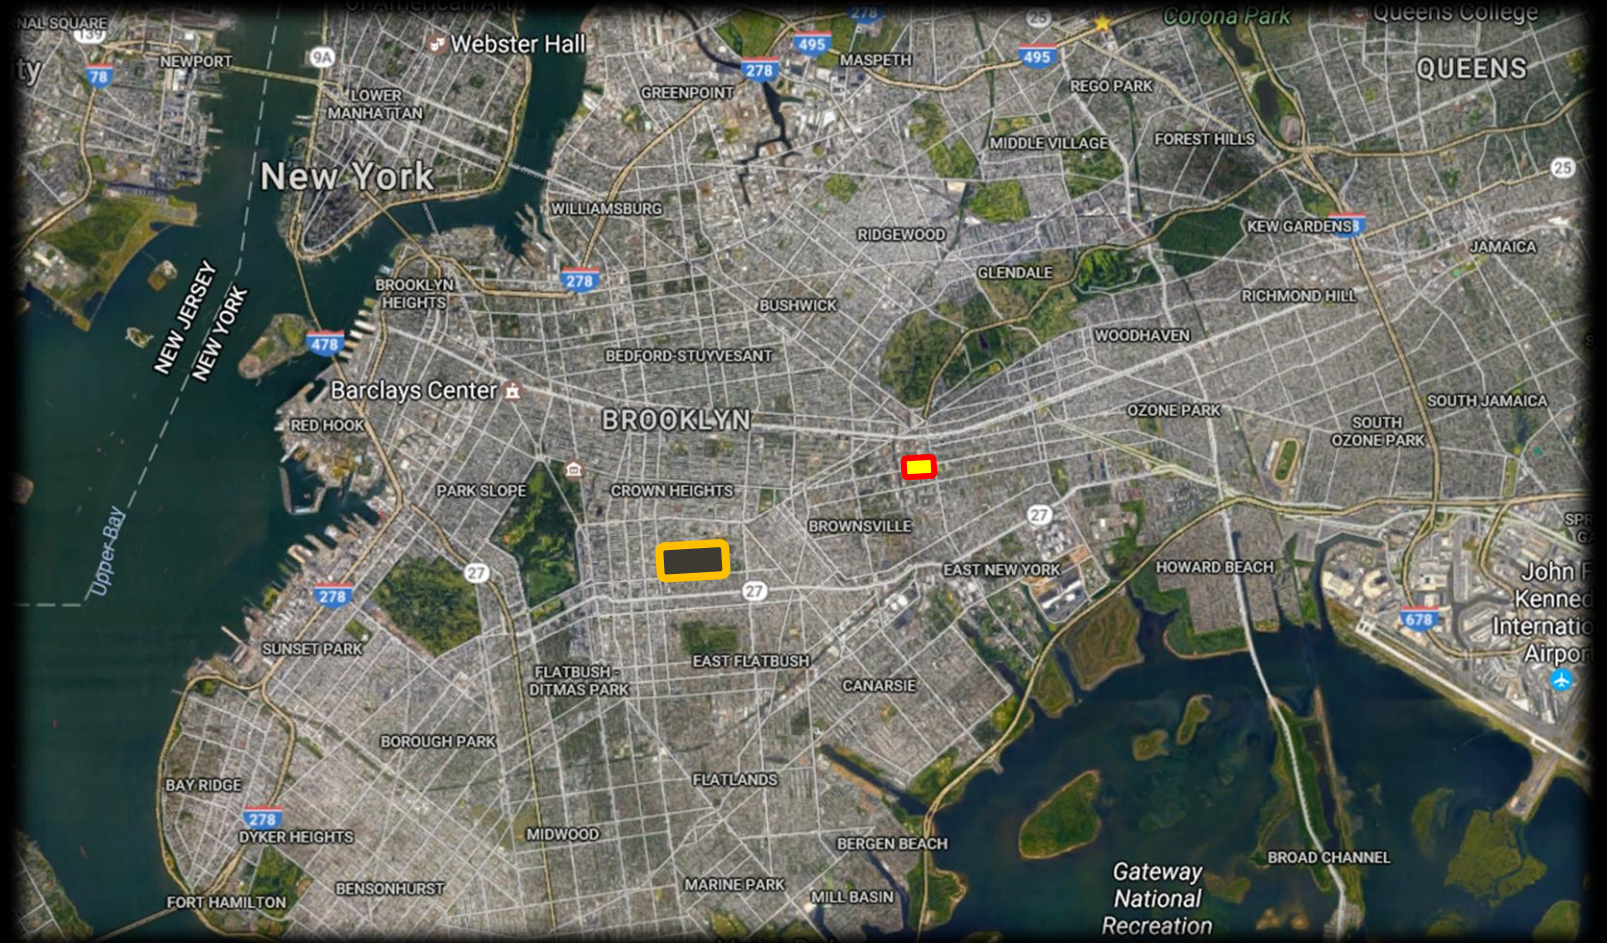 278
25
Corona Park
Queens College
139
Webster Hall
495
9A
NEWPORT
78
278
MASPETH
495
QUEENS
GREENPOINT
REGO PARK
LOWER
MANHATTAN
MIDDLE VILLAGE
FOREST HILLS
25
New York
WILLIAMSBURG
RIDGEWOOD
KEW GARDENS
JAMAICA
GLENDALE
278
BROOKLYN
HEIGHTS
BUSHWICK
RICHMOND HILL
NEW JERSEY
NEW YORK
478
WOODHAVEN
BEDFORD-STUYVESANT
Barclays Center
BROOKLYN
OZONE PARK
SOUTH JAMAICA
RED HOOK
SOUTH
OZONE PARK
PARK SLOPE
CROWN HEIGHTS
27
BROWNSVILLE
Upper Bay
27
EAST NEW YORK
HOWARD BEACH
John F
Kenned
Internatio
Airpor
278
27
678
SUNSET PARK
EAST FLATBUSH
FLATBUSH -
DITMAS PARK
CANARSIE
BOROUGH PARK
BAY RIDGE
FLATLANDS
278
DYKER HEIGHTS
MIDWOOD
BERGEN BEACH
BROAD CHANNEL
BENSONHURST
MARINE PARK
MILL BASIN
FORT HAMILTON
Gateway
National
Recreation